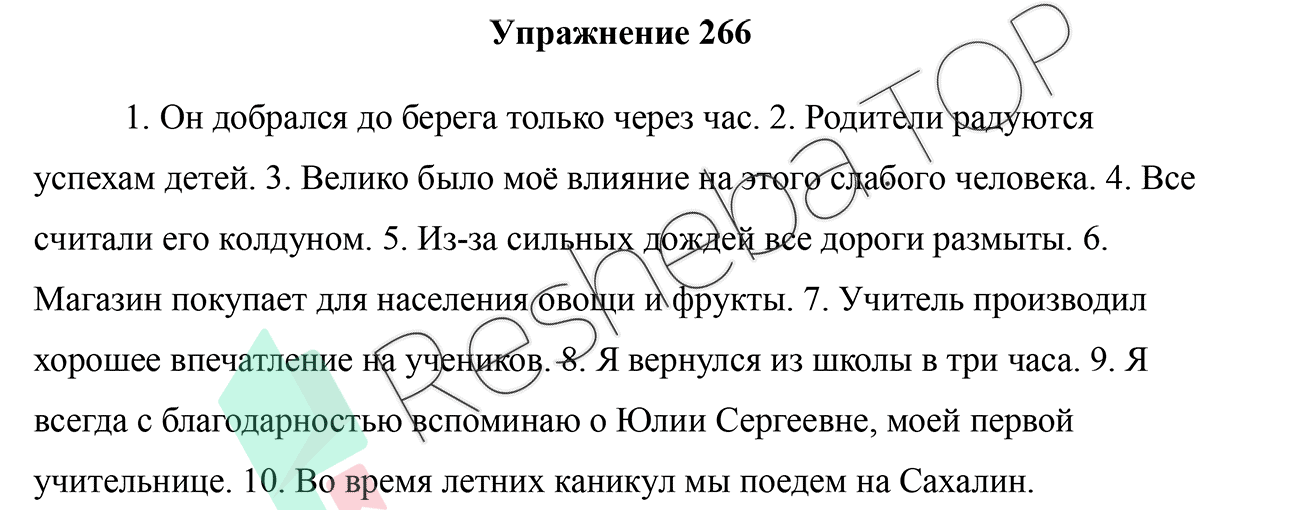 Упражнение 266
1. Он добрался до берега только через час. 2. Родители радуются
успехам детей. 3. Велико было моё влияние на этого слабого человека. 4. Все
считали его колдуном. 5. Из-за сильных дождей все дороги размыты. 6.
Магазин покупает для населения овощи и фрукты. 7. Учитель производил
хорошее впечатление на учеников. 8. Я вернулся из школы в три часа. 9. Я
всегда с благодарностью вспоминаю о Юлии Сергеевне, моей первой
учительнице. 10. Во время летних каникул мы поедем на Сахалин.
Resheba TOP